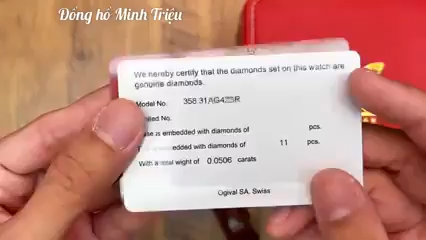 Đồng hồ Minh Triệu
We hereby certify that the diamonds set on this watch are
genuine diamonds.
Model No. 358.31AG42SR
No.
is embedded with diamonds of pcs.
is embedded with diamonds of 11 pcs.
With a total wight of 0.0506 carats
Ogival SA. Swiss